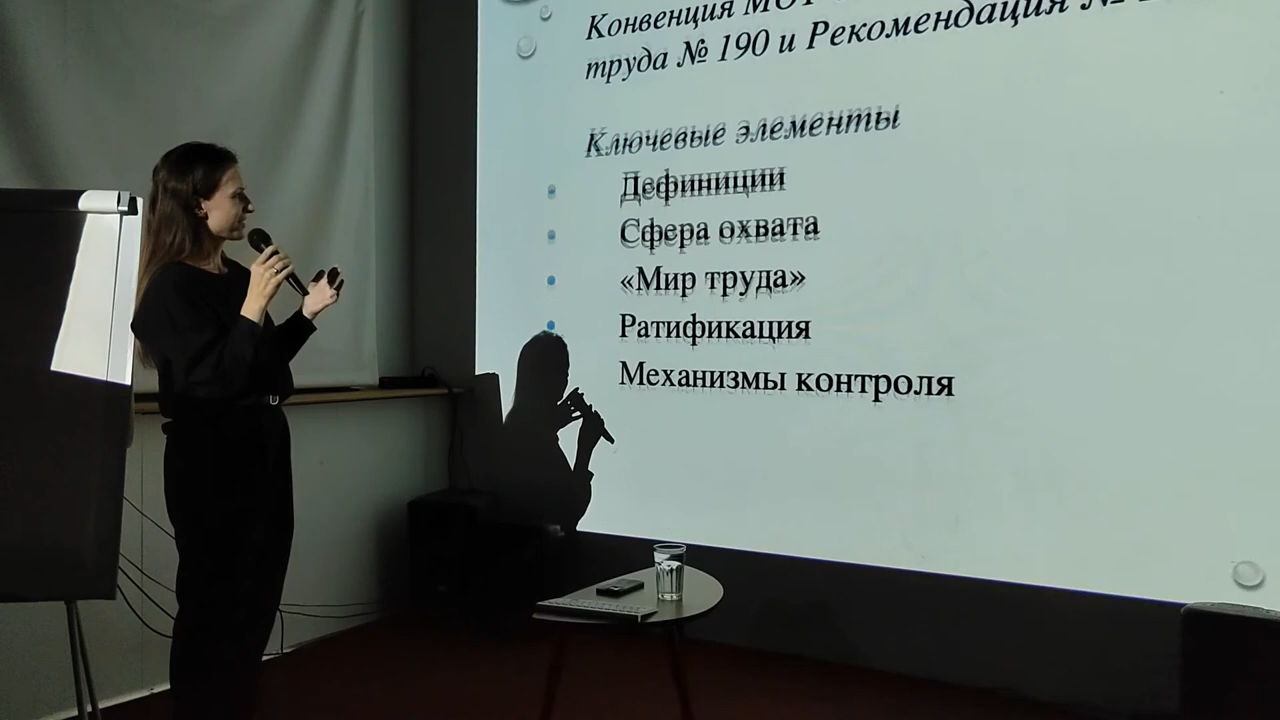 Конвенция МОТ
труда № 190 и Рекомендация №
Ключевые элементы
Дефиниции
Сфера охвата
«Мир труда»
Ратификация
Механизмы контроля